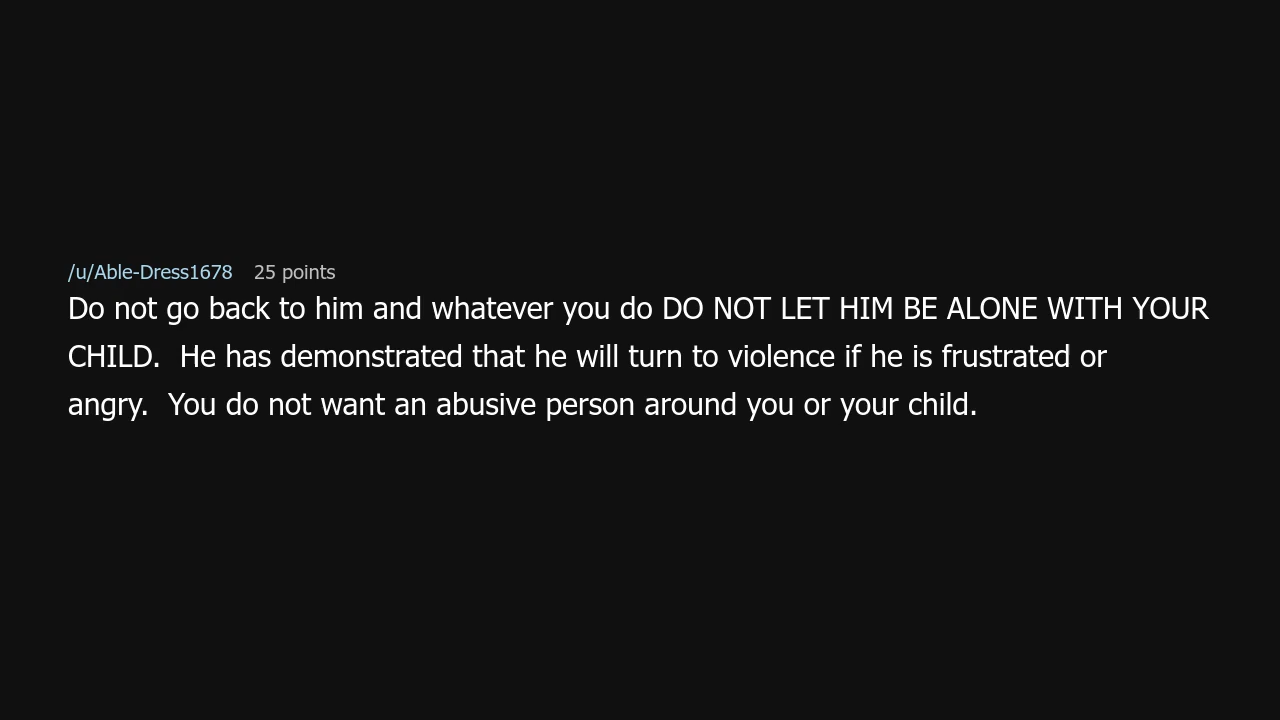 /u/Able-Dress1678 25 points
Do not go back to him and whatever you do DO NOT LET HIM BE ALONE WITH YOUR
CHILD.  He has demonstrated that he will turn to violence if he is frustrated or
angry.  You do not want an abusive person around you or your child.